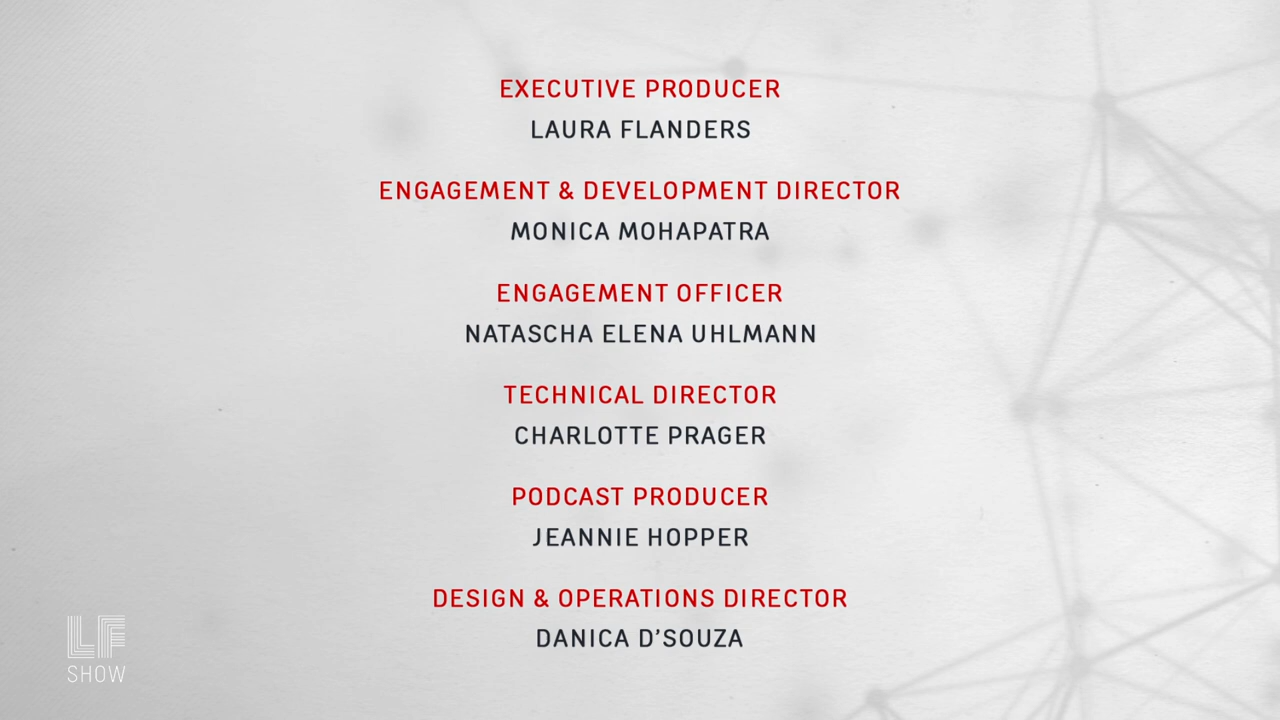 EXECUTIVE PRODUCER
LAURA FLANDERS
ENGAGEMENT & DEVELOPMENT DIRECTOR
MONICA MOHAPATRA
ENGAGEMENT OFFICER
NATASCHA ELENA UHLMANN
TECHNICAL DIRECTOR
CHARLOTTE PRAGER
PODCAST PRODUCER
JEANNIE HOPPER
DESIGN & OPERATIONS DIRECTOR
DANICA D’SOUZA
LF
SHOW